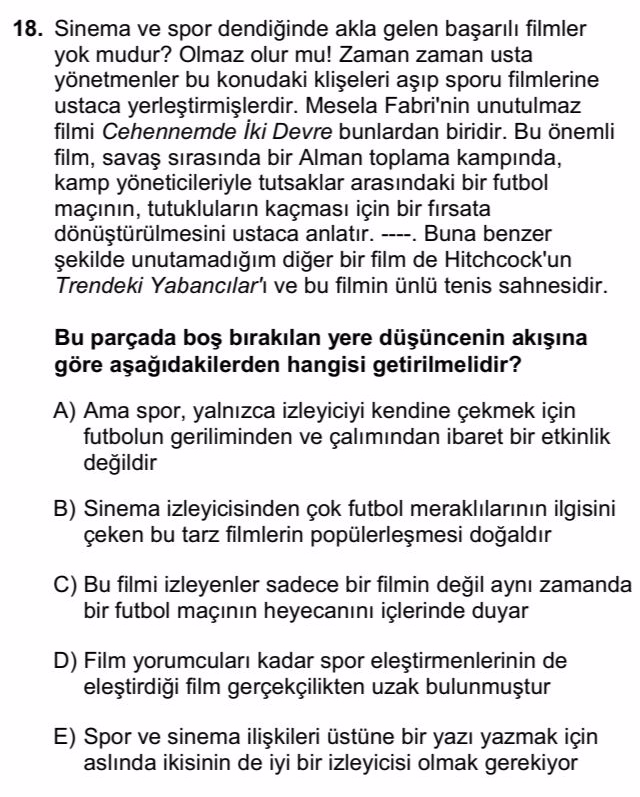 18. Sinema ve spor dendiğinde akla gelen başarılı filmler
yok mudur? Olmaz olur mu! Zaman zaman usta
yönetmenler bu konudaki klişeleri aşıp sporu filmlerine
ustaca yerleştirmişlerdir. Mesela Fabri'nin unutulmaz
filmi Cehennemde İki Devre bunlardan biridir. Bu önemli
film, savaş sırasında bir Alman toplama kampında,
kamp yöneticileriyle tutsaklar arasındaki bir futbol
maçının, tutukluların kaçması için bir fırsata
dönüştürülmesini ustaca anlatır. ----. Buna benzer
şekilde unutamadığım diğer bir film de Hitchcock'un
Trendeki Yabancılar'ı ve bu filmin ünlü tenis sahnesidir.
Bu parçada boş bırakılan yere düşüncenin akışına
göre aşağıdakilerden hangisi getirilmelidir?
A) Ama spor, yalnızca izleyiciyi kendine çekmek için
futbolun geriliminden ve çalımından ibaret bir etkinlik
değildir
B) Sinema izleyicisinden çok futbol meraklılarının ilgisini
çeken bu tarz filmlerin popülerleşmesi doğaldır
C) Bu filmi izleyenler sadece bir filmin değil aynı zamanda
bir futbol maçının heyecanını içlerinde duyar
D) Film yorumcuları kadar spor eleştirmenlerinin de
eleştirdiği film gerçekçilikten uzak bulunmuştur
E) Spor ve sinema ilişkileri üstüne bir yazı yazmak için
aslında ikisinin de iyi bir izleyicisi olmak gerekiyor